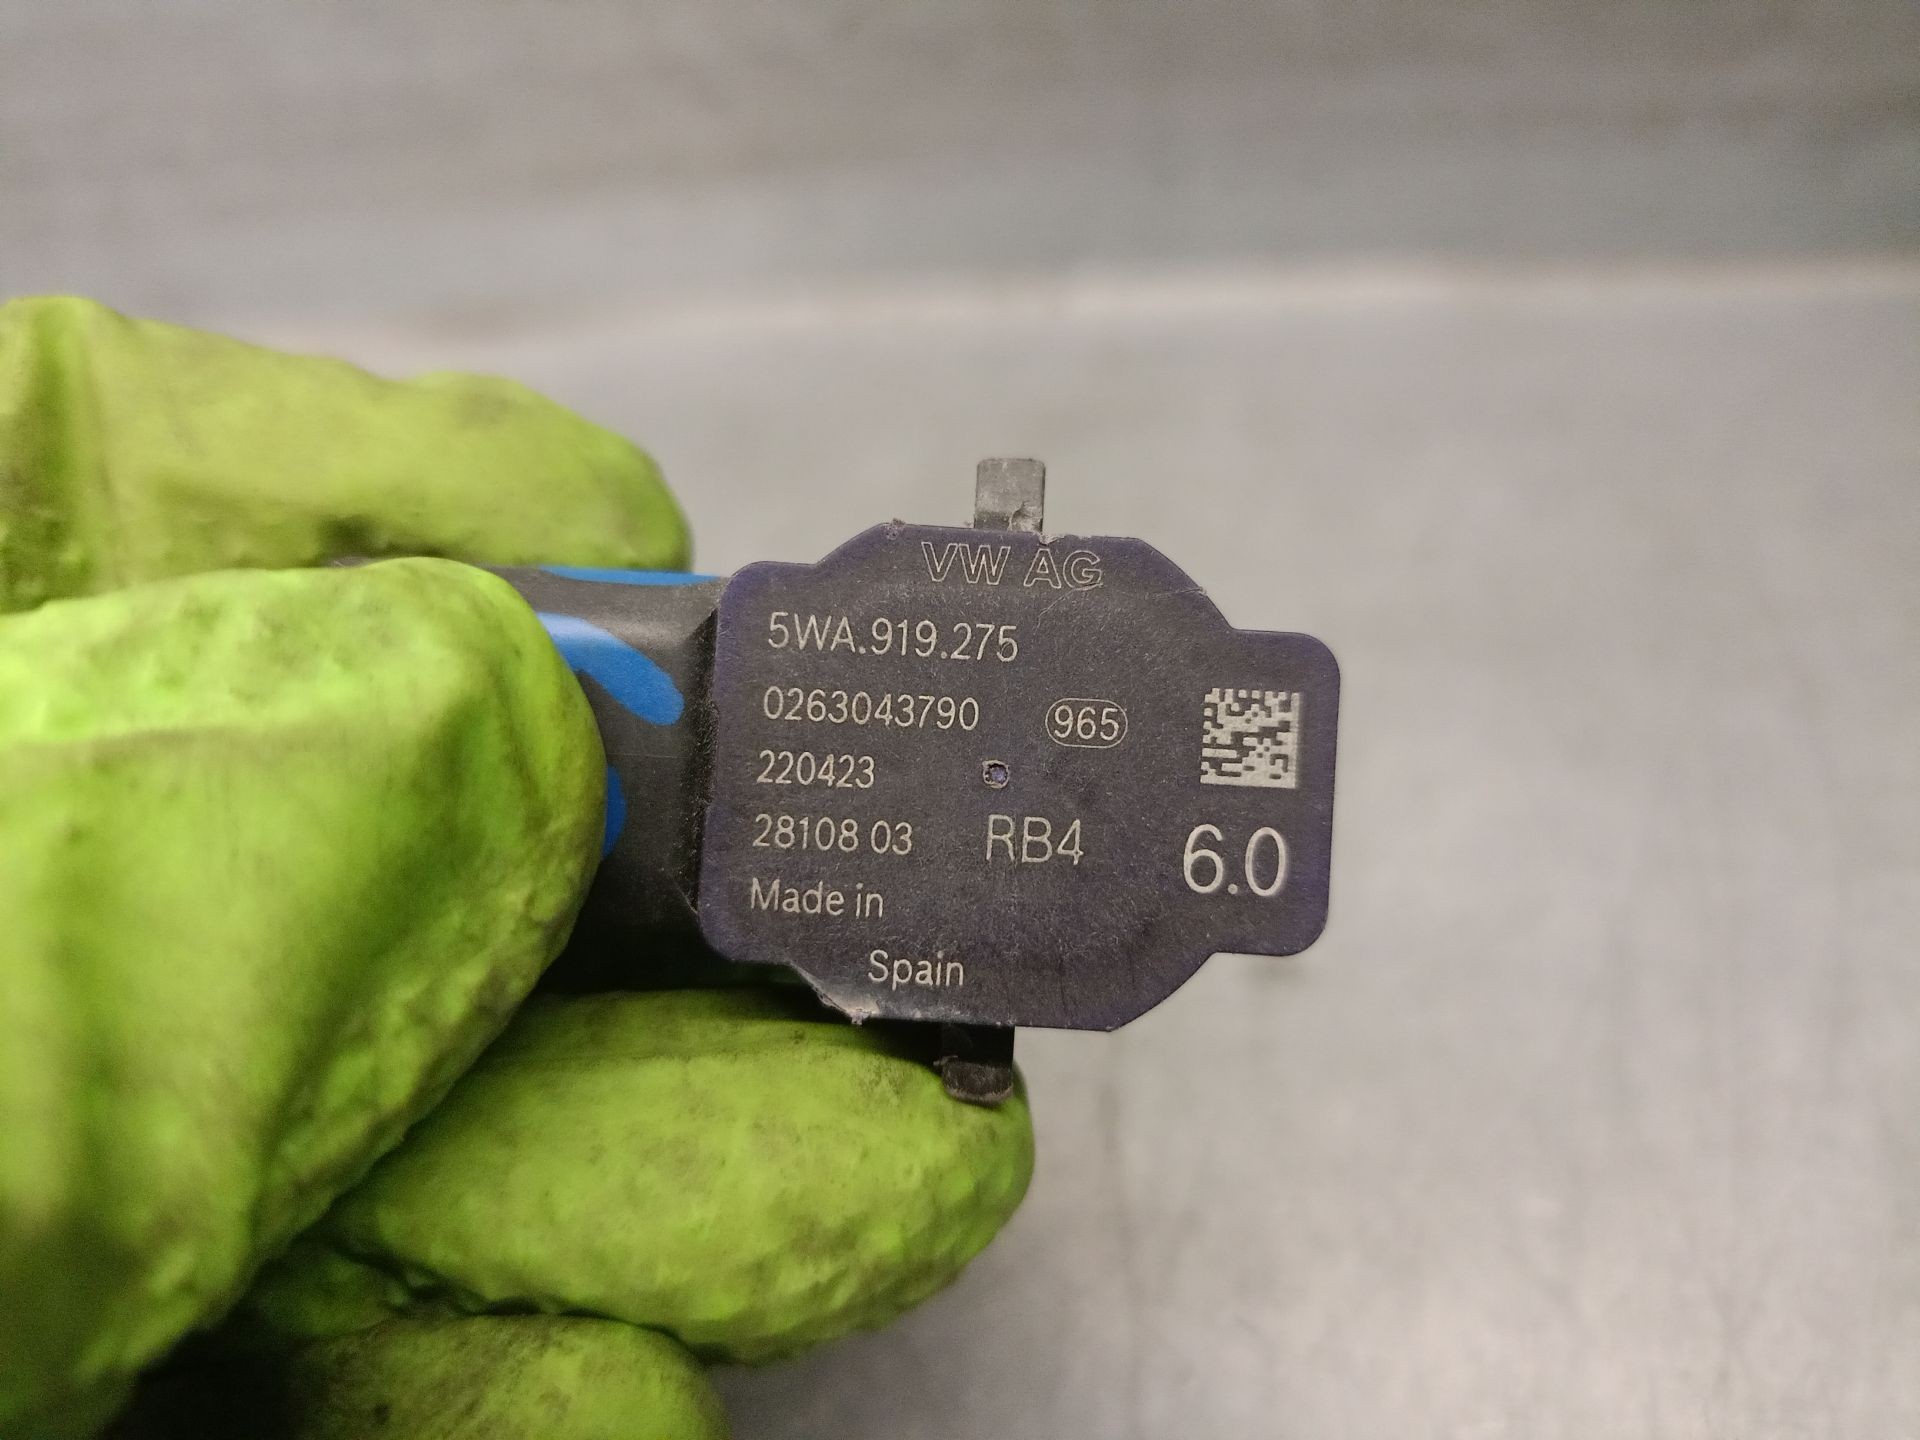 VW AG
5WA.919.275
0263043790 965
220423
28108 03 RB4 6.0
Made in
Spain